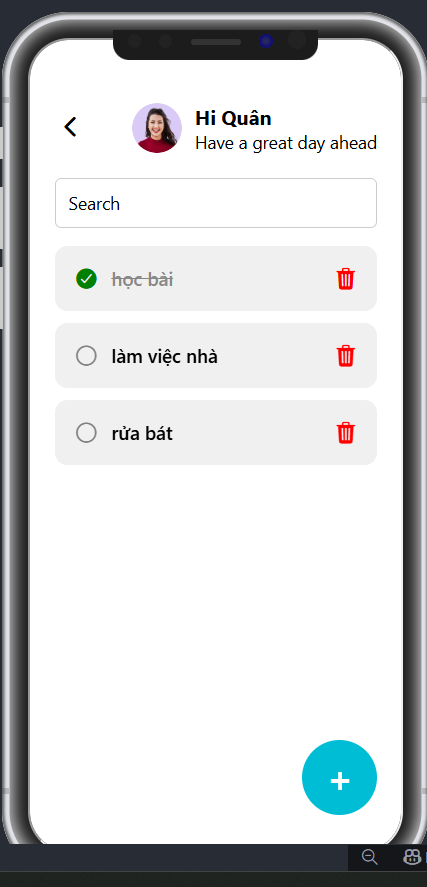 Hi Quân
Have a great day ahead
Search
học bài
làm việc nhà
rửa bát
+